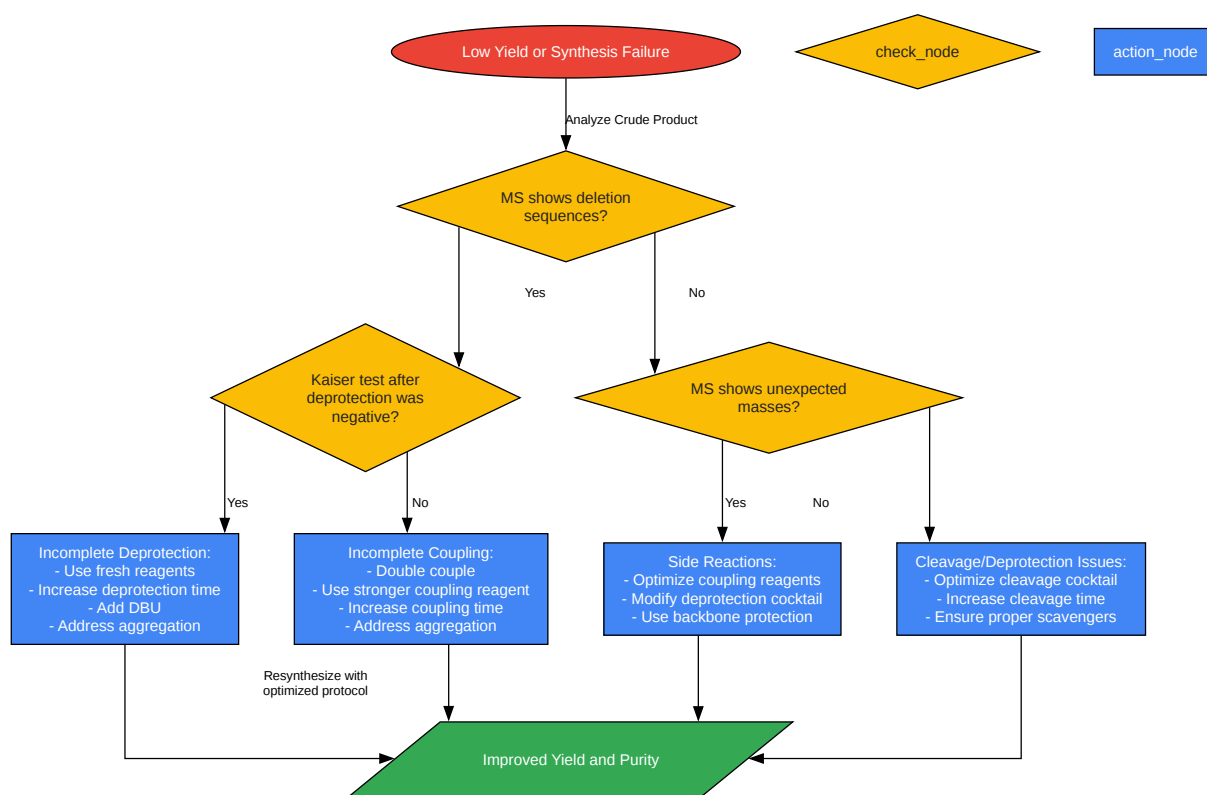 Low Yield or Synthesis Failure
check_node
action_node
Analyze Crude Product
MS shows deletion
sequences?
Yes
No
Kaiser test after
deprotection was
negative?
MS shows unexpected
masses?
Yes
No
Yes
No
Incomplete Deprotection:
- Use fresh reagents
- Increase deprotection time
- Add DBU
- Address aggregation
Incomplete Coupling:
- Double couple
- Use stronger coupling reagent
- Increase coupling time
- Address aggregation
Side Reactions:
- Optimize coupling reagents
- Modify deprotection cocktail
- Use backbone protection
Cleavage/Deprotection Issues:
- Optimize cleavage cocktail
- Increase cleavage time
- Ensure proper scavengers
Resynthesize with
optimized protocol
Improved Yield and Purity